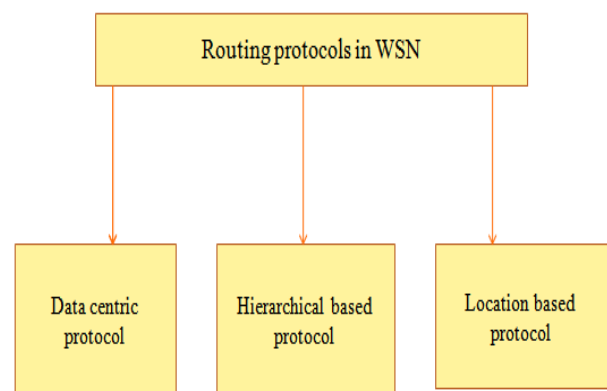 Routing protocols in WSN
Data centric
protocol
Hierarchical based
protocol
Location based
protocol